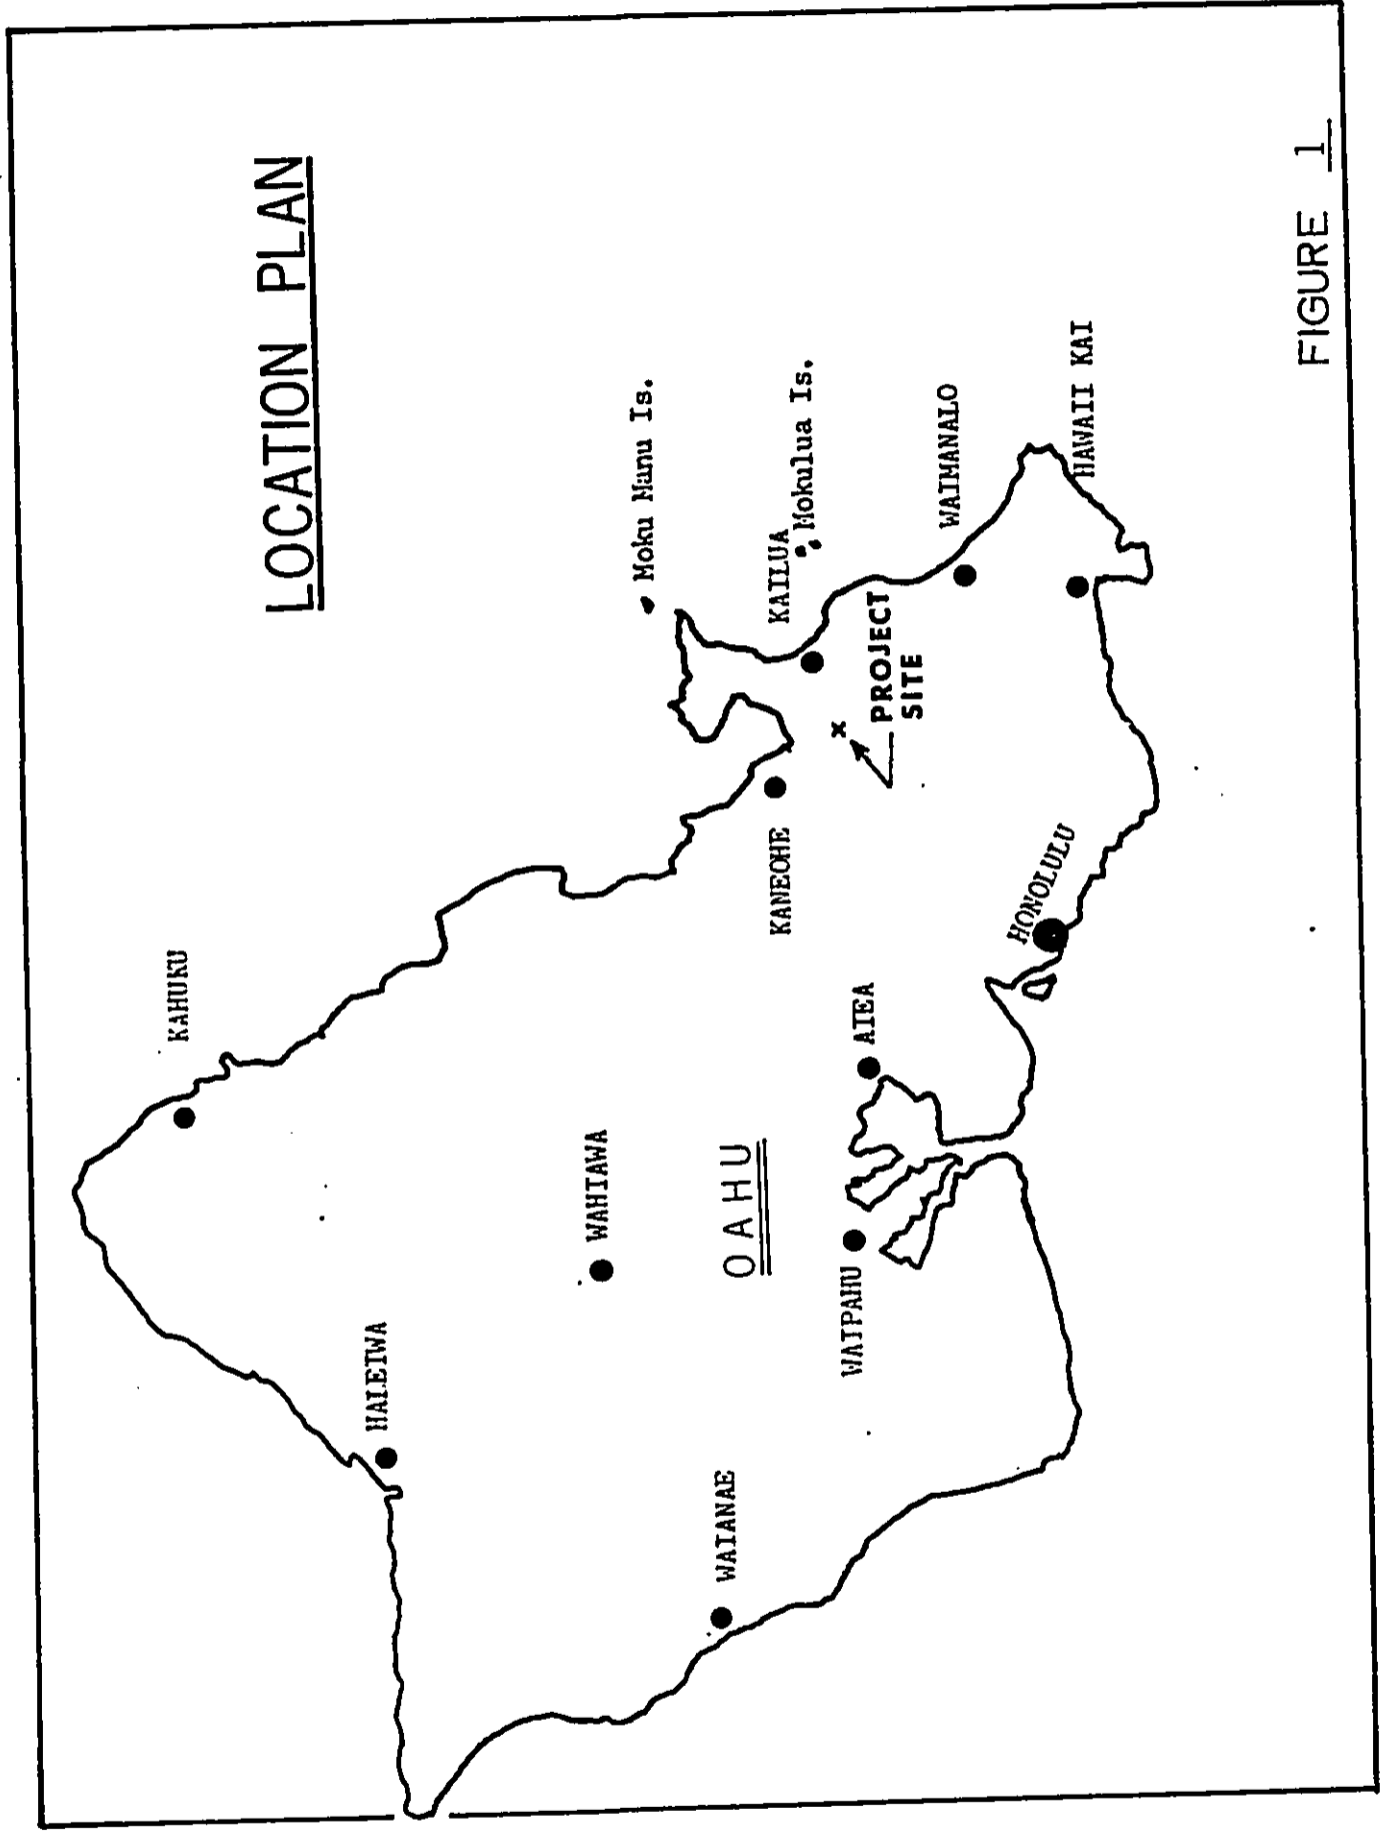 LOCATION PLAN
KAHUKU
HALEIWA
WAHIAWA
Moku Manu Is.
OAHU
WAIANAE
KANEOHE
KAILUA
Mokulua Is.
x
PROJECT
SITE
WAIPAHU
AIEA
WAIMANALO
HONOLULU
HAWAII KAI
FIGURE 1